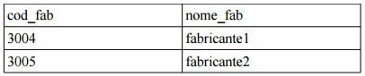 cod_fab nome_fab
3004 fabricante1
3005 fabricante2